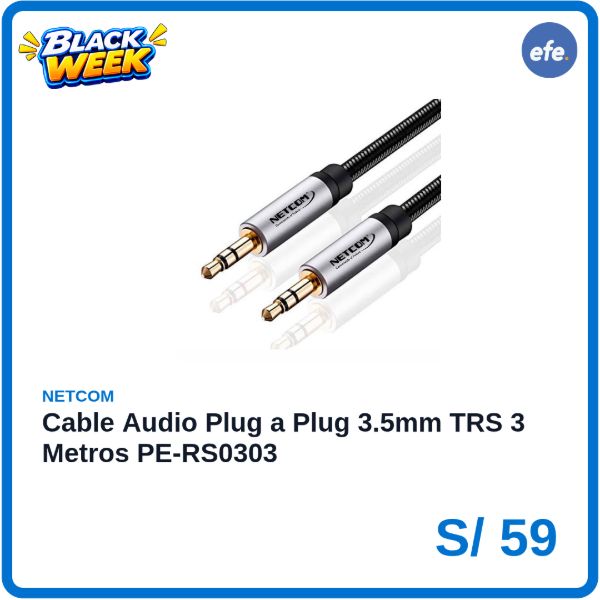 BLACK
WEEK
efe.
NETCOM
NETCOM
NETCOM
Cable Audio Plug a Plug 3.5mm TRS 3
Metros PE-RS0303
S/ 59